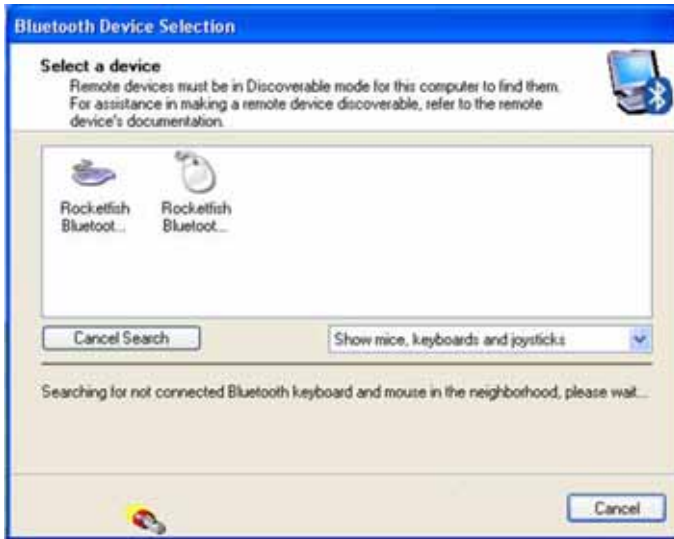 Bluetooth Device Selection
Select a device
Remote devices must be in Discoverable mode for this computer to find them.
For assistance in making a remote device discoverable, refer to the remote
device's documentation.
Rocketfish
Bluetoot...
Rocketfish
Bluetoot...
Cancel Search
Show mice, keyboards and joysticks
Searching for not connected Bluetooth keyboard and mouse in the neighborhood, please wait...
Cancel